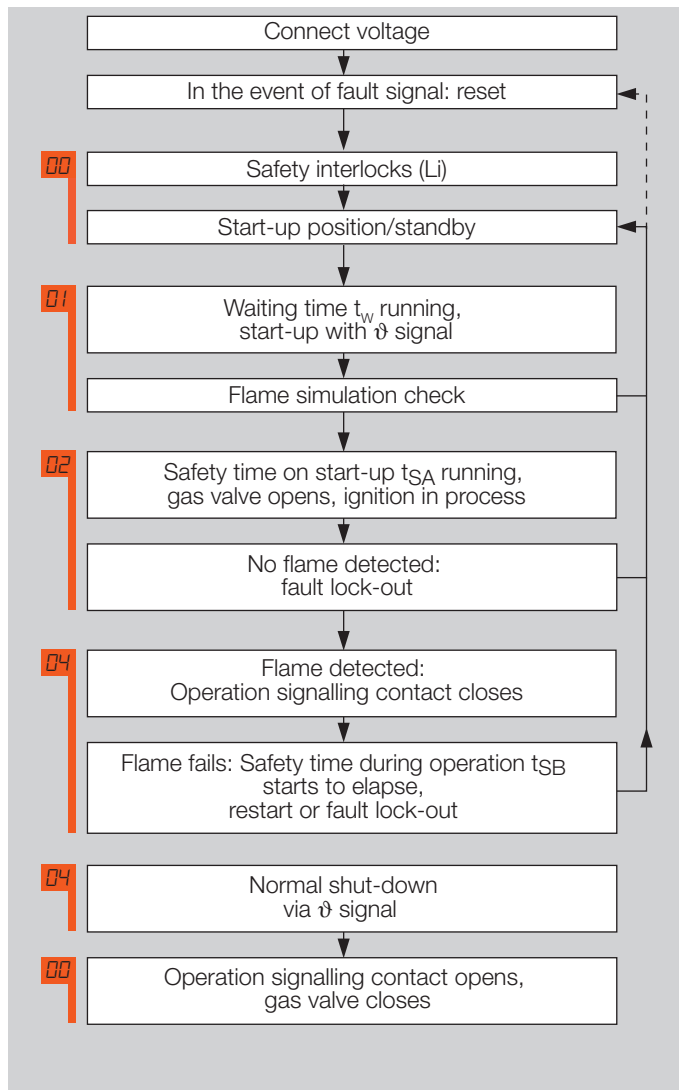 Connect voltage
In the event of fault signal: reset
00
Safety interlocks (Li)
Start-up position/standby
01
Waiting time tw running,
start-up with ϑ signal
Flame simulation check
02
Safety time on start-up tSA running,
gas valve opens, ignition in process
No flame detected:
fault lock-out
04
Flame detected:
Operation signalling contact closes
Flame fails: Safety time during operation tSB
starts to elapse,
restart or fault lock-out
04
Normal shut-down
via ϑ signal
00
Operation signalling contact opens,
gas valve closes